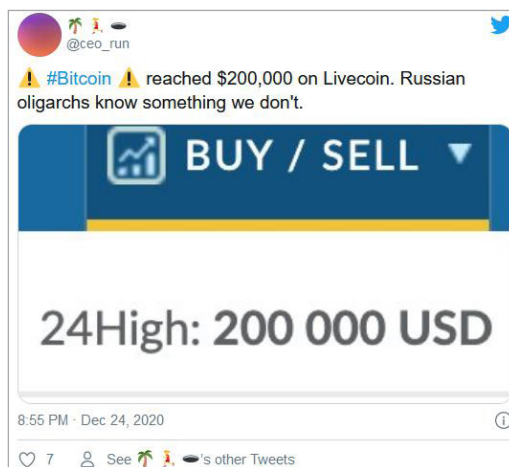 🌴 💃 🕳️
@ceo_run
⚠️ #Bitcoin ⚠️ reached $200,000 on Livecoin. Russian
oligarchs know something we don't.
BUY / SELL ▼
24High: 200 000 USD
8:55 PM · Dec 24, 2020
7 See 🌴 💃 🕳️'s other Tweets